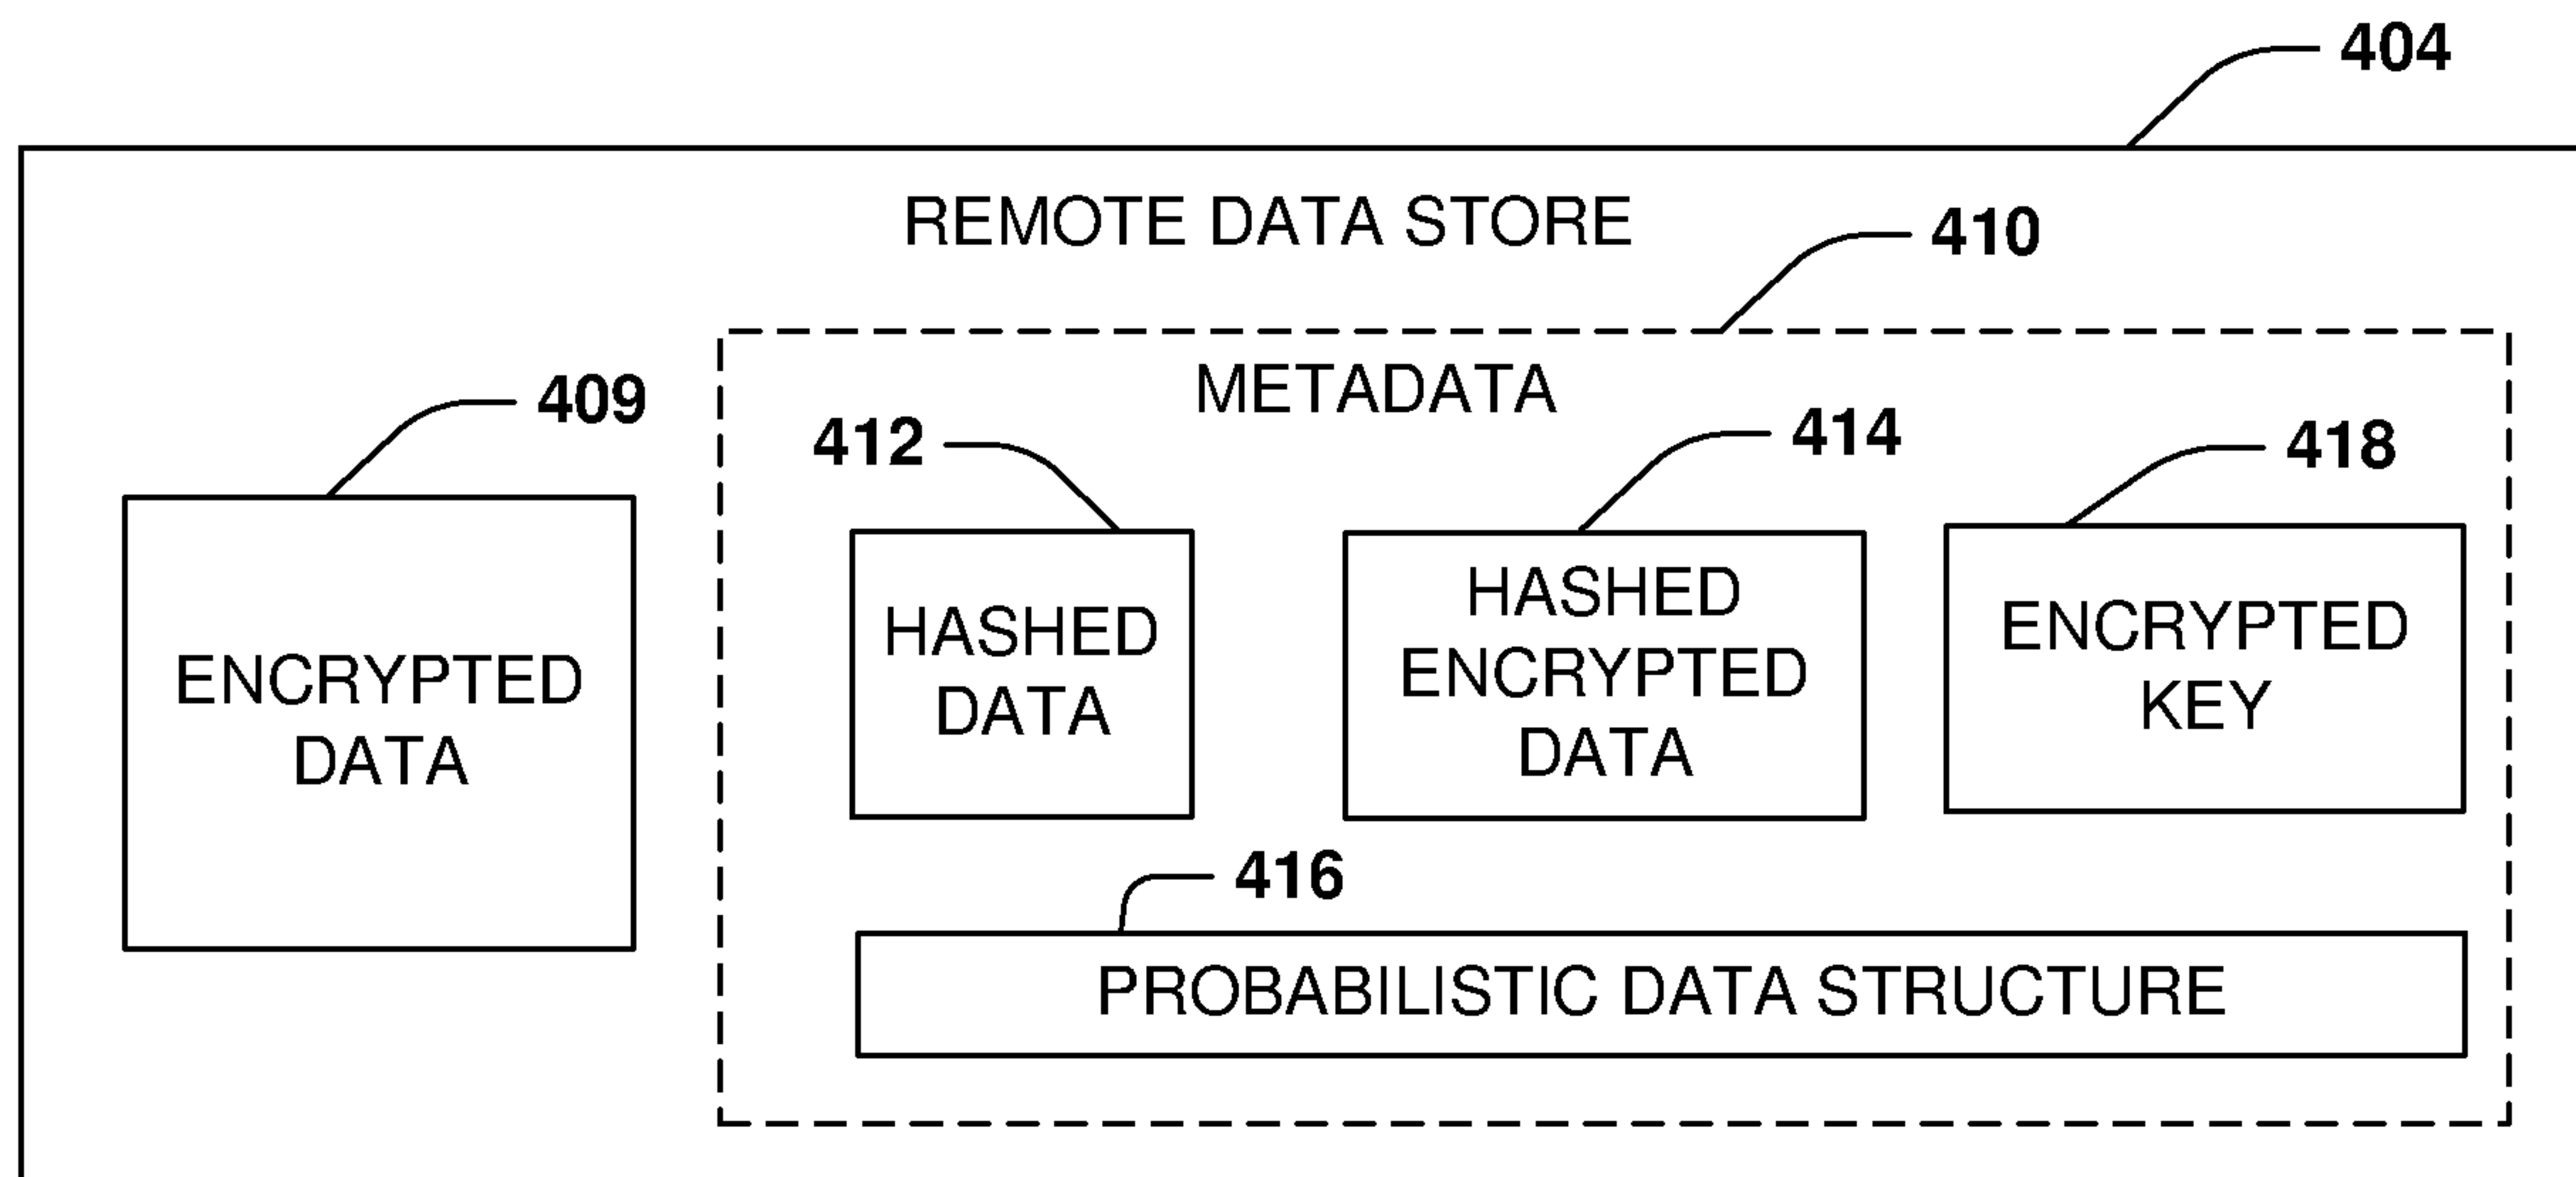 404
REMOTE DATA STORE
410
METADATA
409
412
414
418
ENCRYPTED
DATA
HASHED
DATA
HASHED
ENCRYPTED
DATA
ENCRYPTED
KEY
416
PROBABILISTIC DATA STRUCTURE